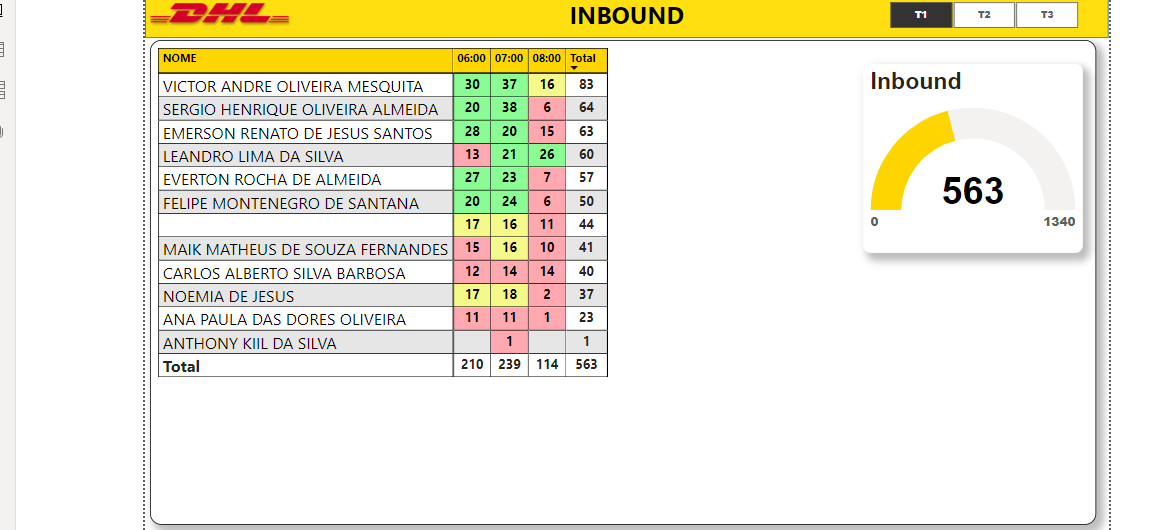 DHL
INBOUND
T1 T2 T3
NOME 06:00 07:00 08:00 Total
VICTOR ANDRE OLIVEIRA MESQUITA 30 37 16 83
SERGIO HENRIQUE OLIVEIRA ALMEIDA 20 38 6 64
EMERSON RENATO DE JESUS SANTOS 28 20 15 63
LEANDRO LIMA DA SILVA 13 21 26 60
EVERTON ROCHA DE ALMEIDA 27 23 7 57
FELIPE MONTENEGRO DE SANTANA 20 24 6 50
17 16 11 44
MAIK MATHEUS DE SOUZA FERNANDES 15 16 10 41
CARLOS ALBERTO SILVA BARBOSA 12 14 14 40
NOEMIA DE JESUS 17 18 2 37
ANA PAULA DAS DORES OLIVEIRA 11 11 1 23
ANTHONY KIIL DA SILVA 1 1
Total 210 239 114 563
Inbound
563
0 1340